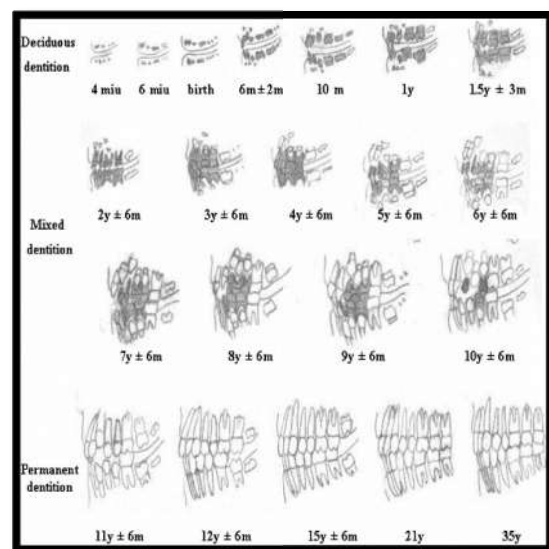 Deciduous
dentition
4 miu 6 miu birth 6m±2m 10 m 1y 1.5y ± 3m
2y ± 6m 3y ± 6m 4y ± 6m 5y ± 6m 6y ± 6m
Mixed
dentition
7y ± 6m 8y ± 6m 9y ± 6m 10y ± 6m
Permanent
dentition
11y ± 6m 12y ± 6m 15y ± 6m 21y 35y